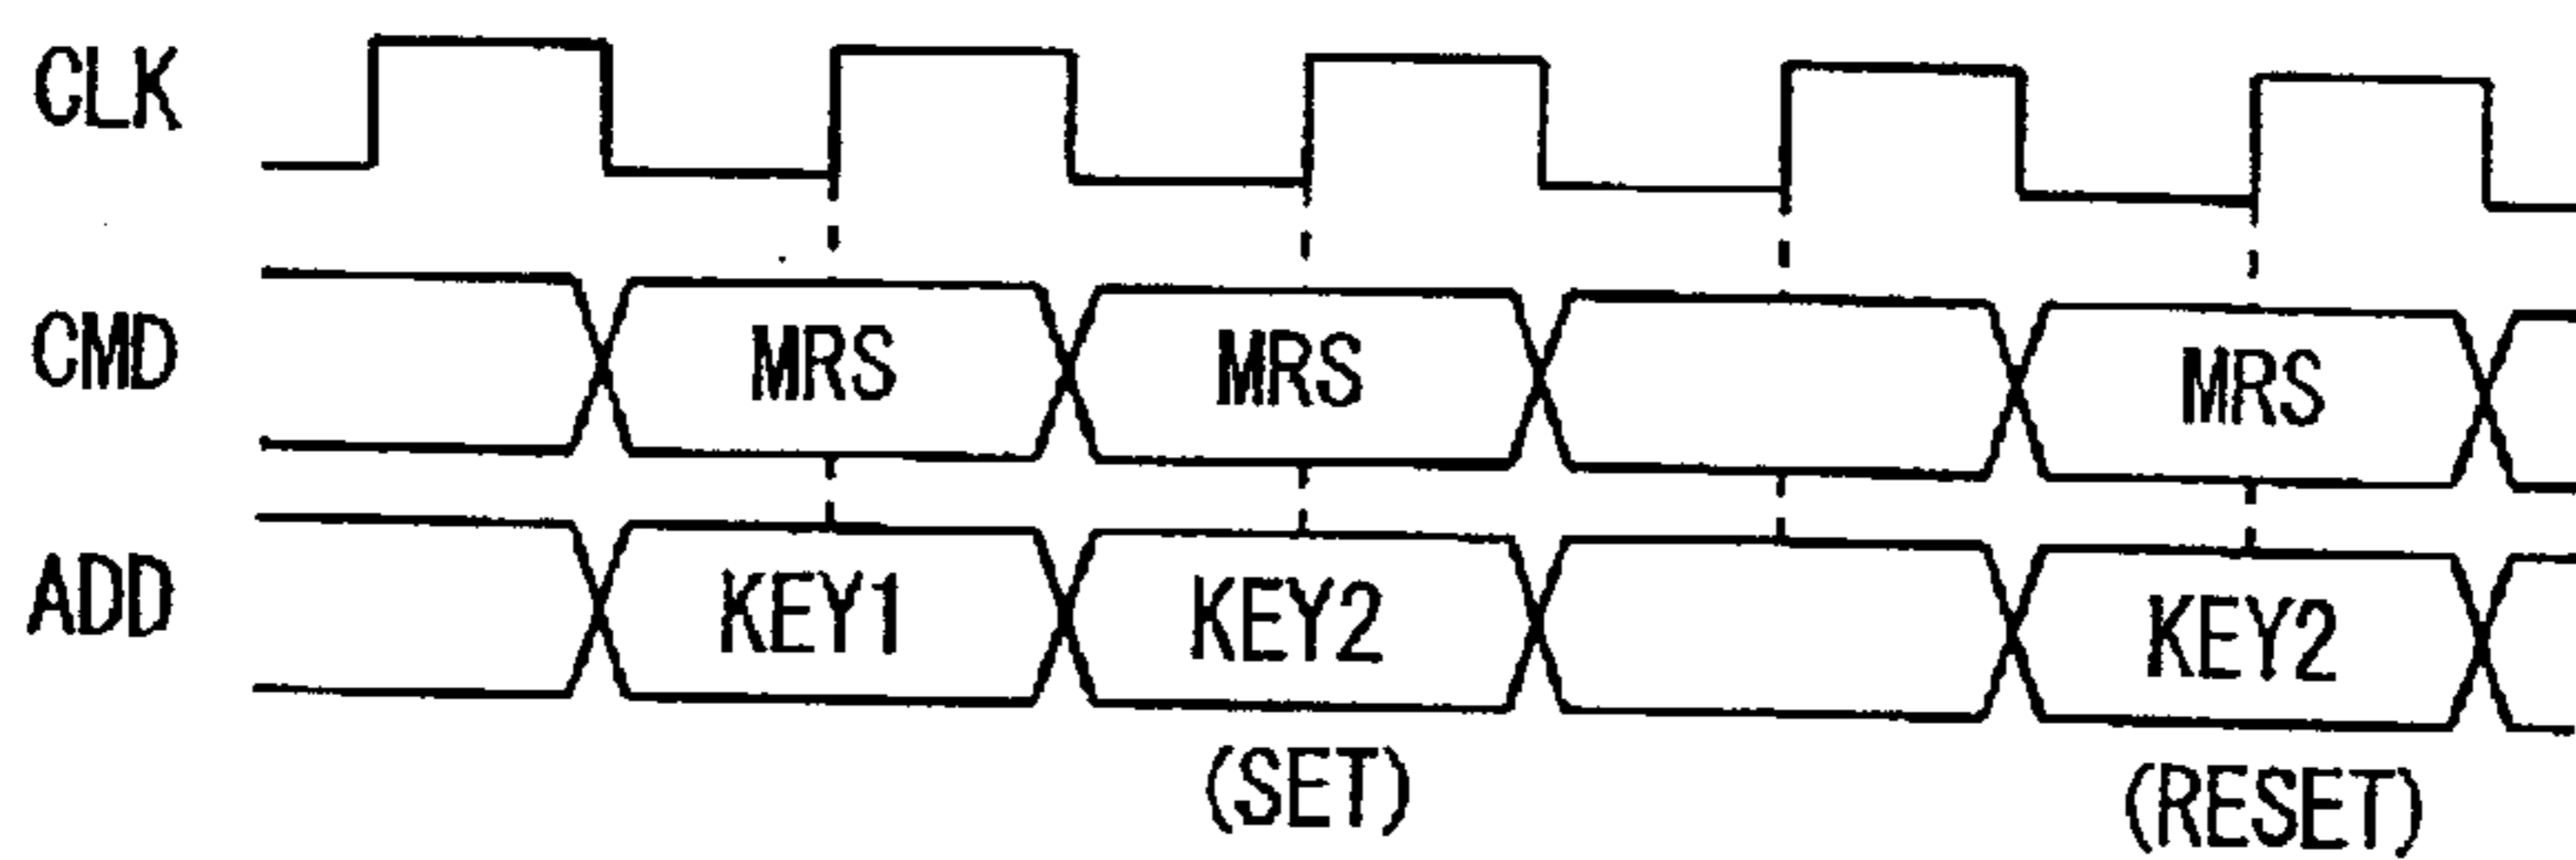 CLK
CMD MRS MRS MRS
ADD KEY1 KEY2 KEY2
(SET) (RESET)